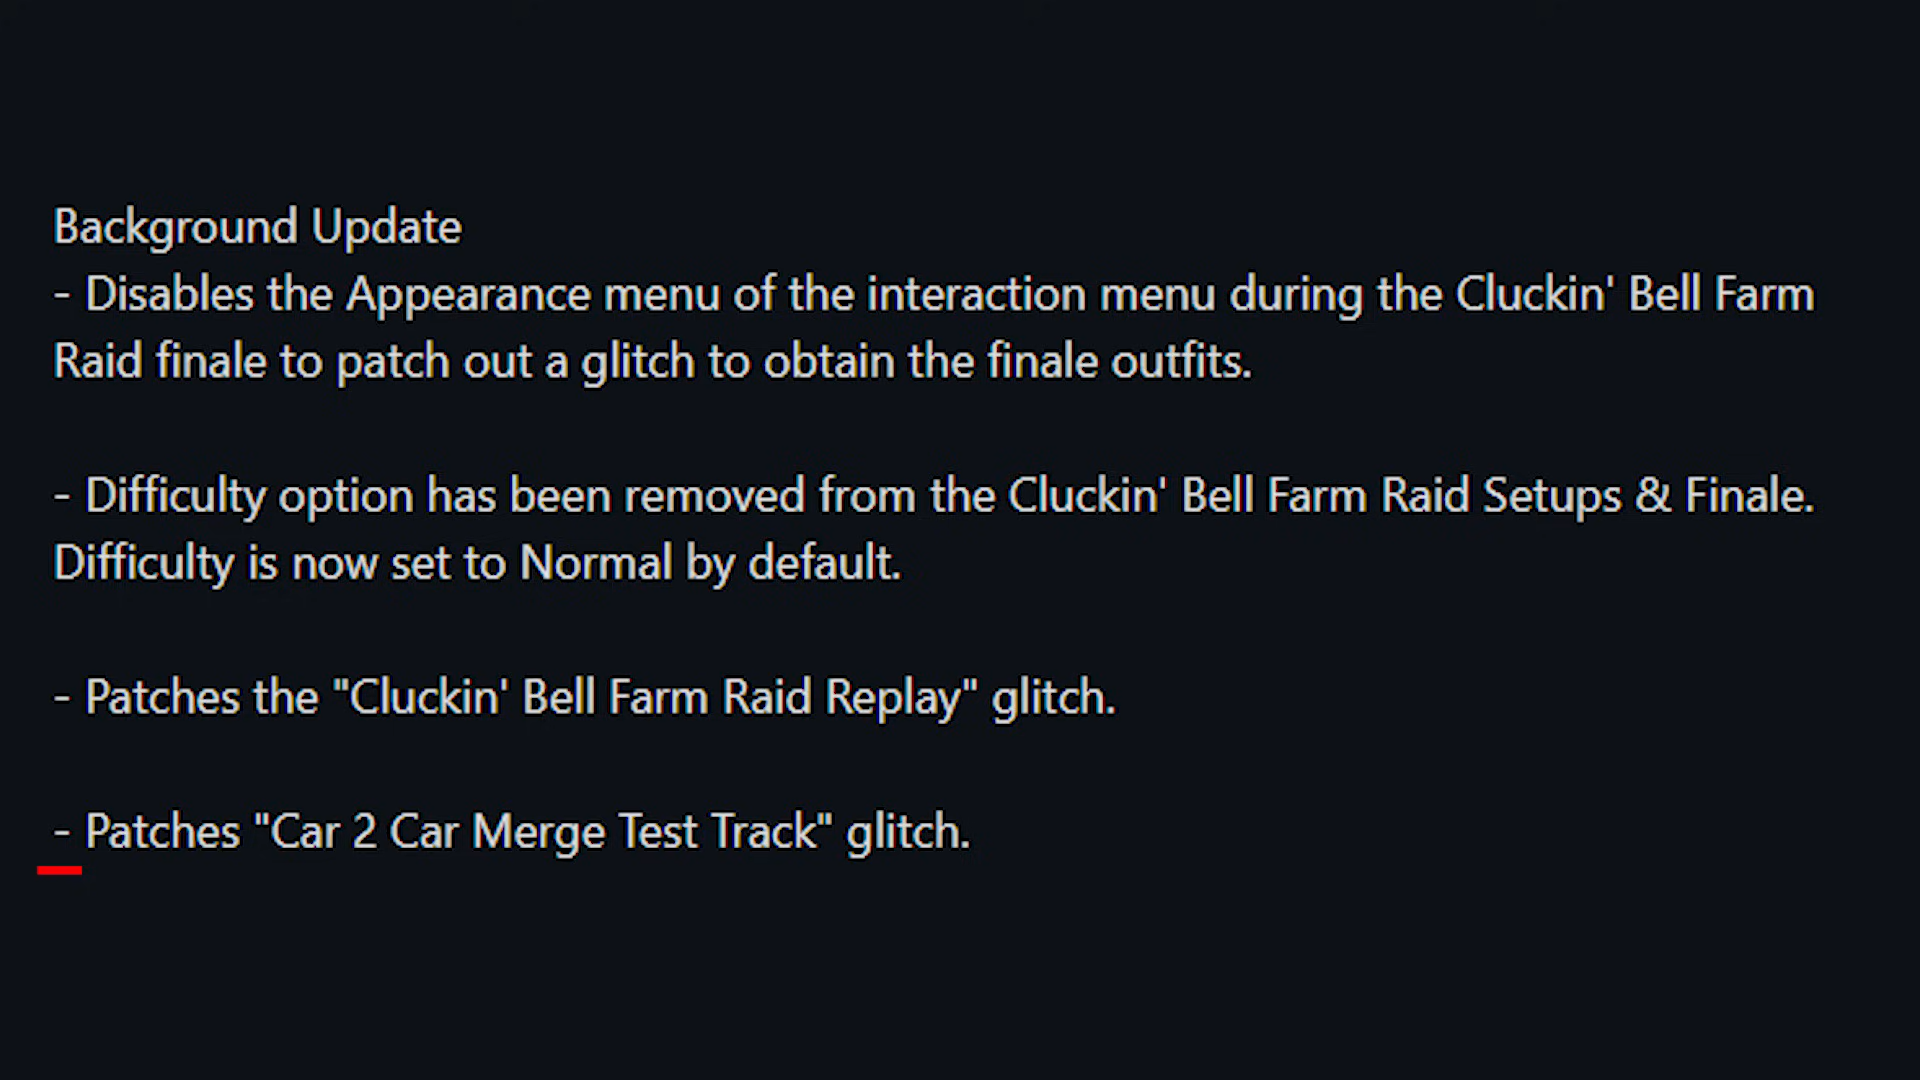 Background Update
- Disables the Appearance menu of the interaction menu during the Cluckin' Bell Farm
Raid finale to patch out a glitch to obtain the finale outfits.
- Difficulty option has been removed from the Cluckin' Bell Farm Raid Setups & Finale.
Difficulty is now set to Normal by default.
- Patches the "Cluckin' Bell Farm Raid Replay" glitch.
- Patches "Car 2 Car Merge Test Track" glitch.